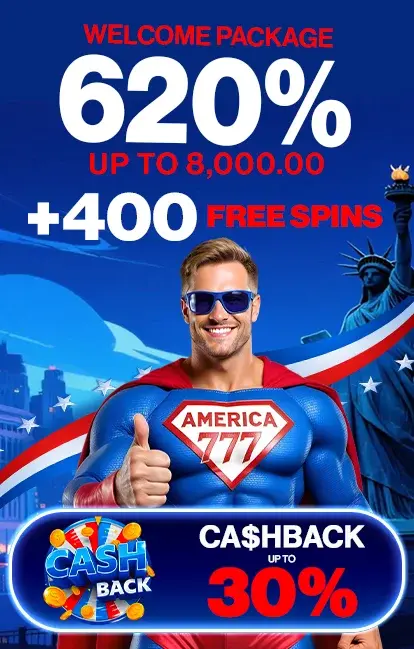 WELCOME PACKAGE
620%
UP TO 8,000.00
+400 FREE SPINS
AMERICA
777
CASH
BACK
CA$HBACK
UP TO
30%